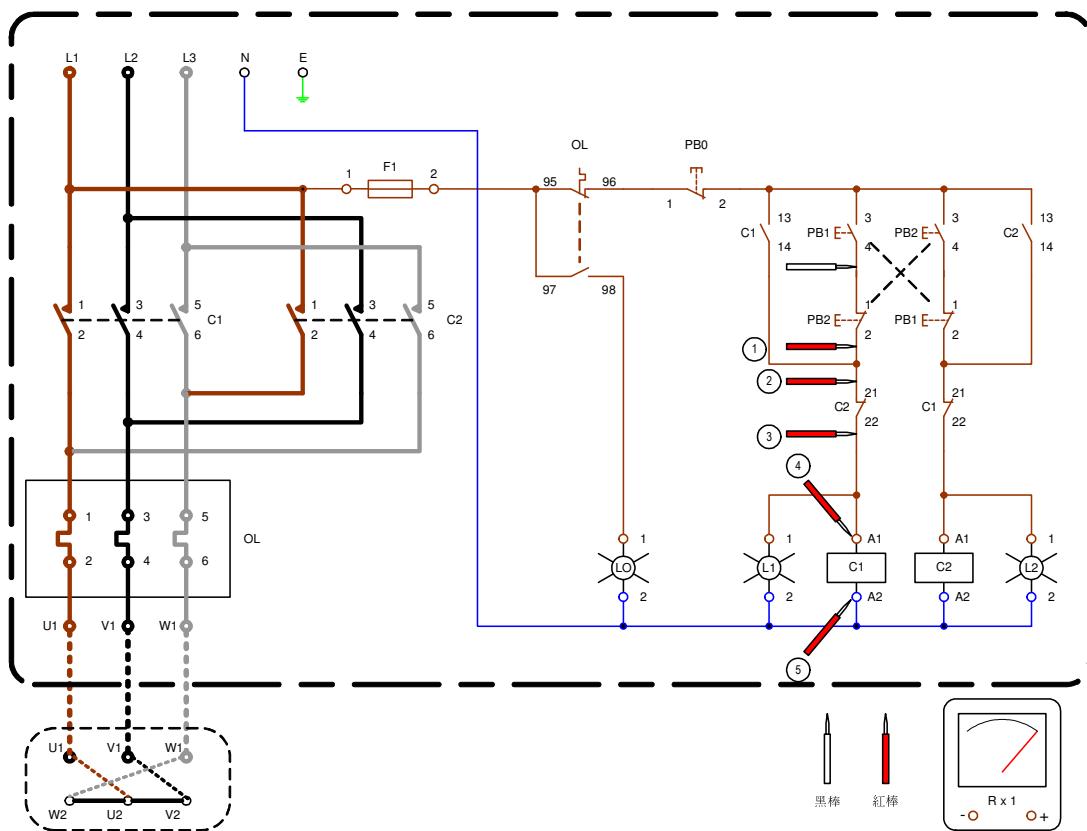 L1 L2 L3 N E
OL PB0
1 F1 2
95 96
1 2
13 3 3 13
C1 PB1 PB2 C2
14 4 4 14
97 98
1 3 5 1 3 5
C1 C2
2 4 6 2 4 6
1 1
PB2 PB1
2 2
1
2
21 21
C2 C1
22 22
3
4
1 3 5
OL
2 4 6
1 1 A1 A1 1
LO L1 C1 C2 L2
2 2 A2 A2 2
U1 V1 W1
5
U1 V1 W1
W2 U2 V2
黑棒 紅棒
R x 1
- +